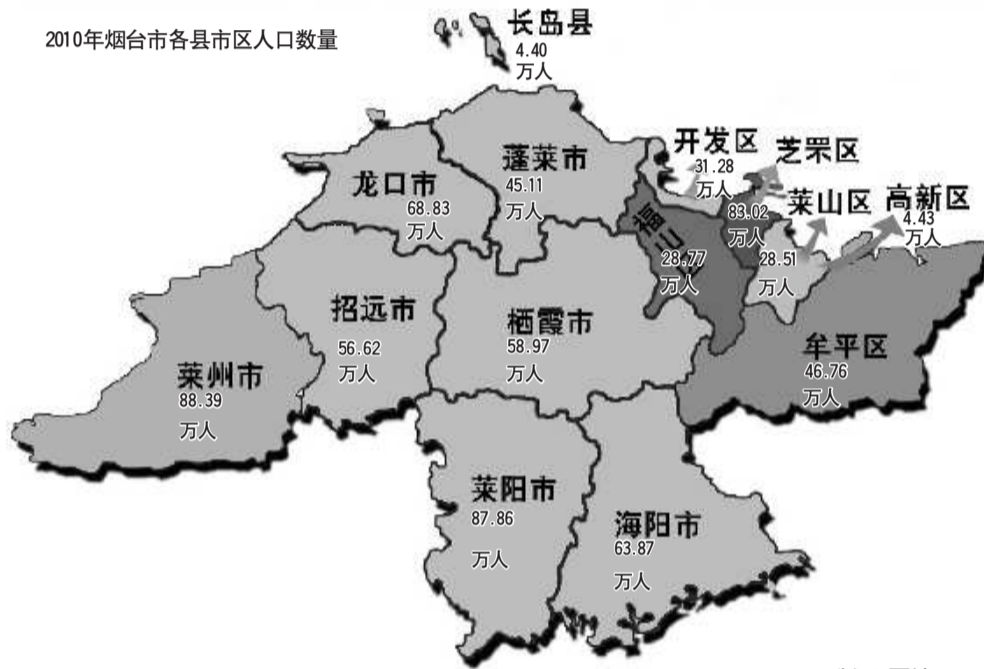 2010年烟台市各县市区人口数量
长岛县
4.40
万人
开发区
31.28
万人
芝罘区
83.02
万人
莱山区
28.51
万人
高新区
4.43
万人
蓬莱市
45.11
万人
龙口市
68.83
万人
福山
28.77
万人
招远市
56.62
万人
栖霞市
58.97
万人
牟平区
46.76
万人
莱州市
88.39
万人
莱阳市
87.86
万人
海阳市
63.87
万人